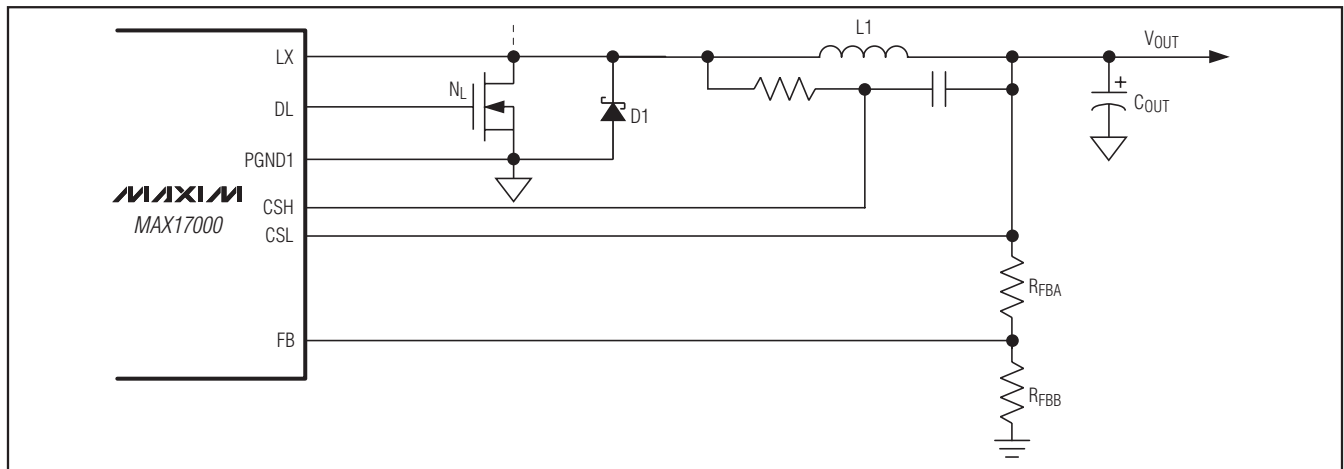 LX
L1
VOUT
NL
DL
D1
+
COUT
PGND1
MAXIM
MAX17000
CSH
CSL
RFBA
FB
RFBB